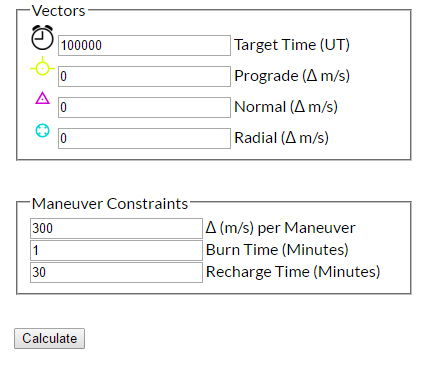 Vectors
100000 Target Time (UT)
0 Prograde (Δ m/s)
0 Normal (Δ m/s)
0 Radial (Δ m/s)
Maneuver Constraints
300 Δ (m/s) per Maneuver
1 Burn Time (Minutes)
30 Recharge Time (Minutes)
Calculate